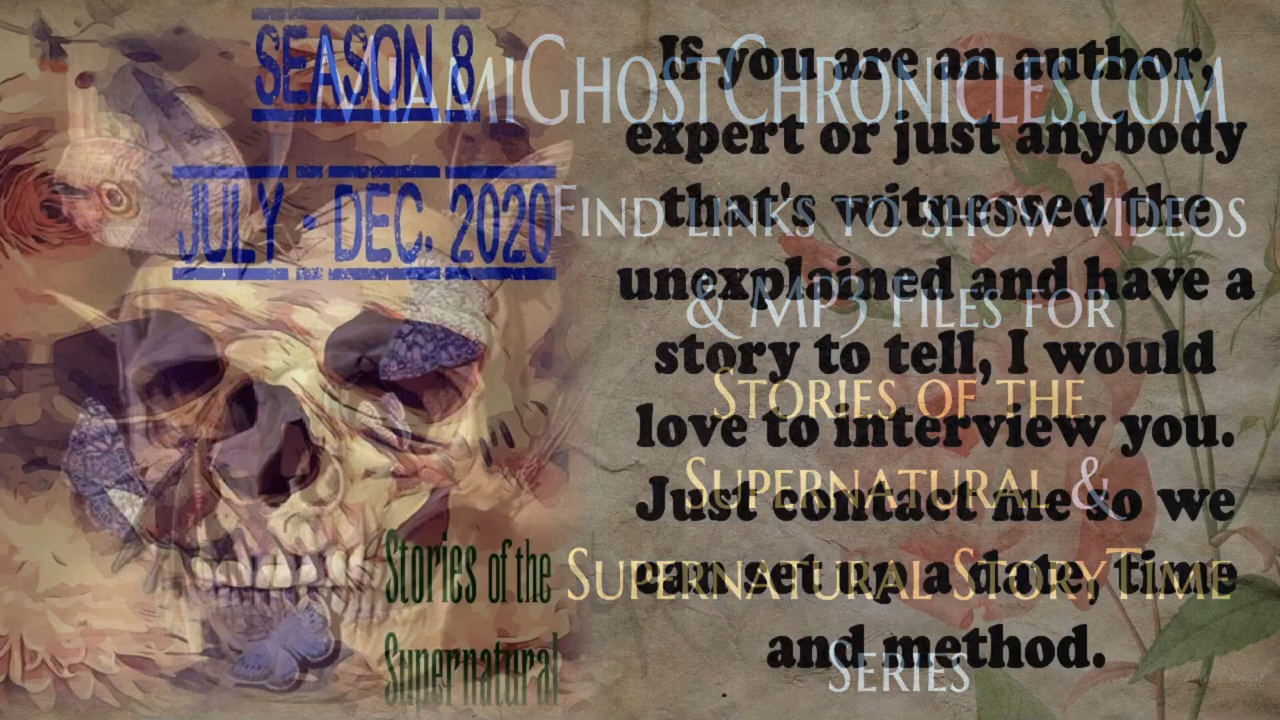 SEASON 8
JULY - DEC. 2020
Stories of the
Supernatural
If you are an author,
expert or just anybody
that's witnessed the
unexplained and have a
story to tell, I would
love to interview you.
Just contact me so we
can set up a date, time
and method.
MiamiGhostChronicles.com
Find links to show videos
& MP3 Files for
Stories of the
Supernatural &
Supernatural Story Time
Series